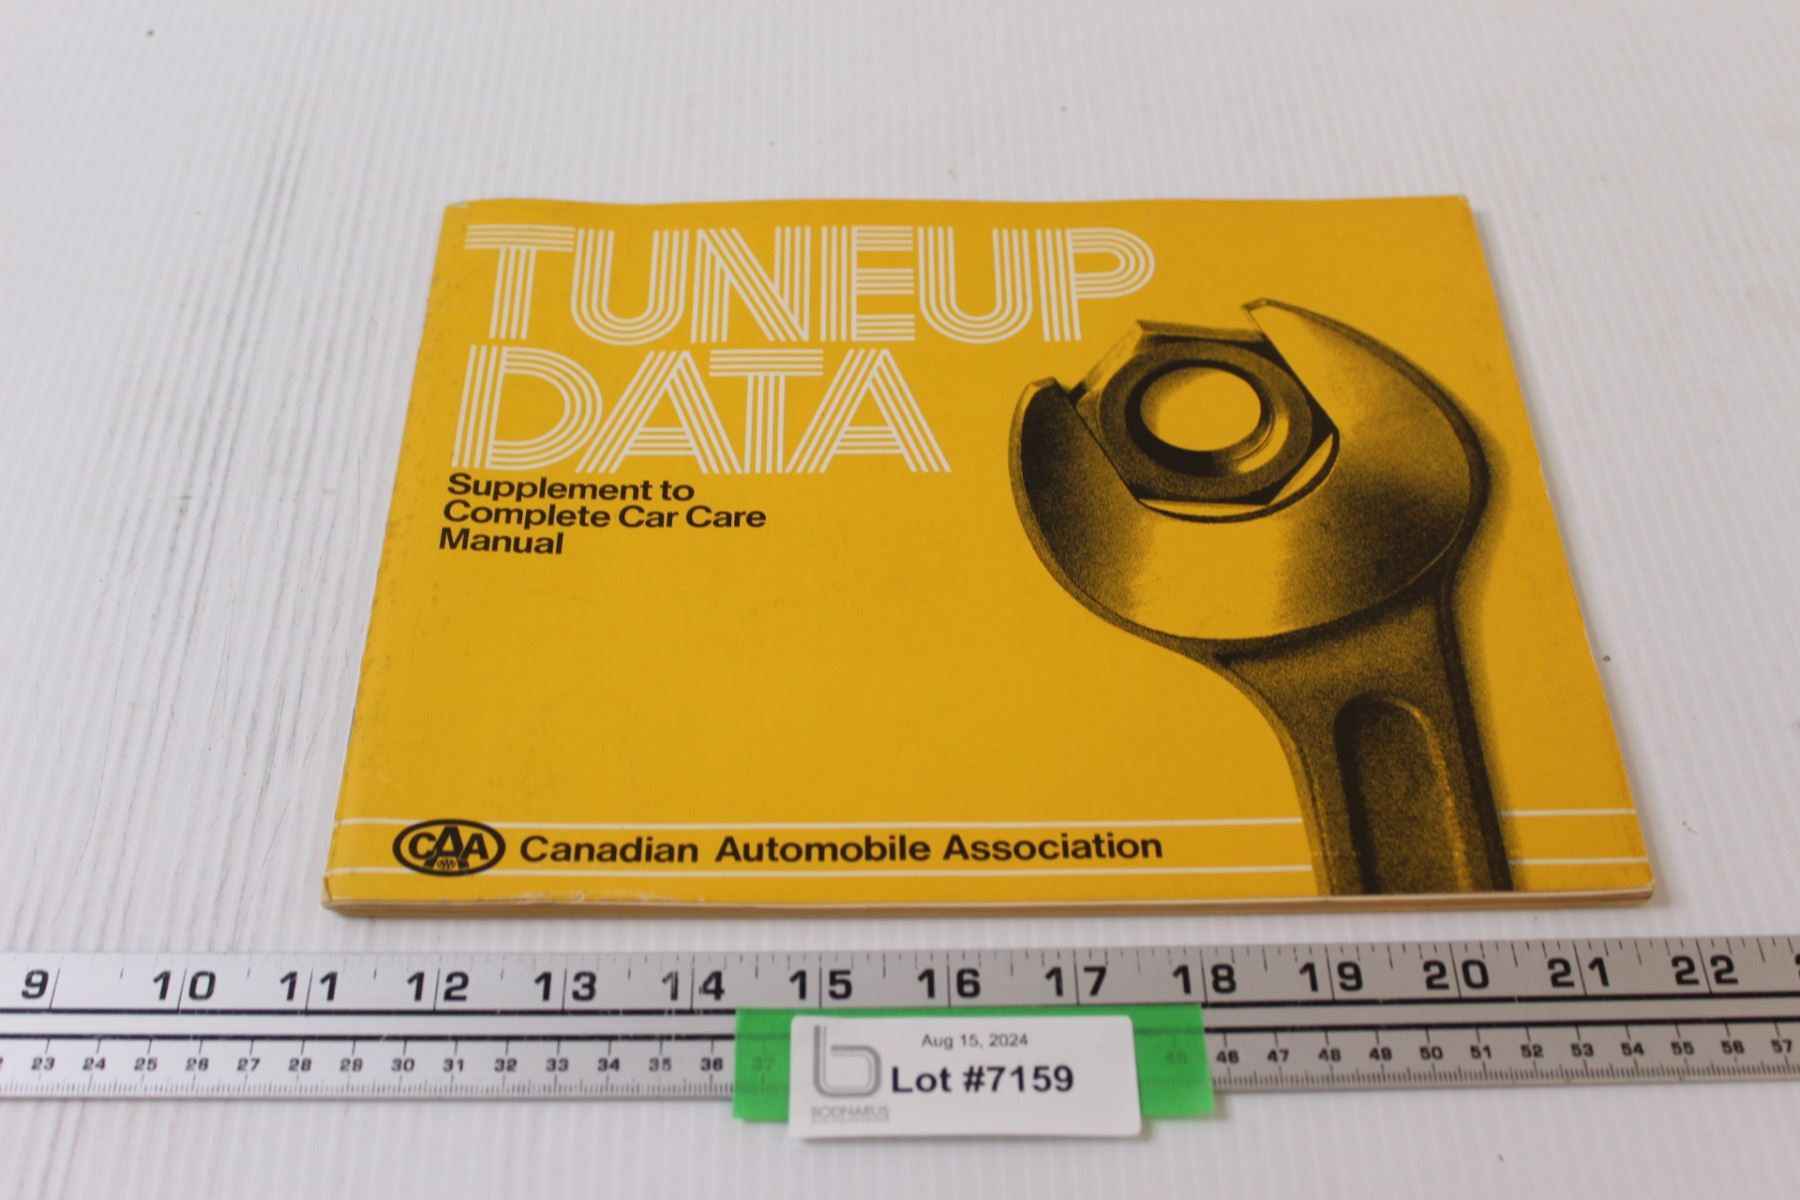 TUNEUP
DATA
Supplement to
Complete Car Care
Manual
CAA Canadian Automobile Association
9 10 11 12 13 14 15 16 17 18 19 20 21 22
23 24 25 26 27 28 29 30 31 32 33 34 35 36 37 45 46 47 48 49 50 51 52 53 54 55 56 57
Aug 15, 2024
Lot #7159
BODNARUS